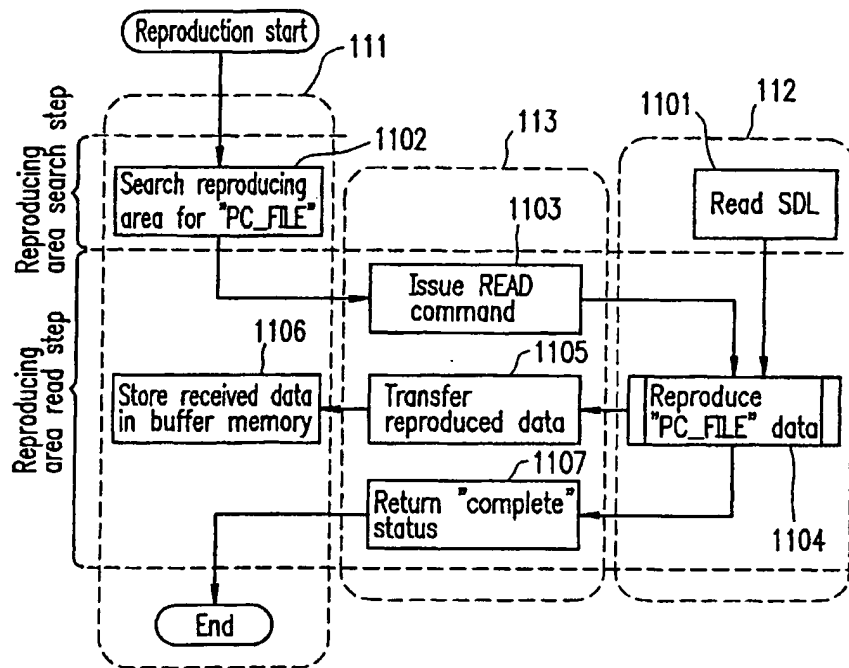 Reproduction start
111
112
1101
113
1102
Reproducing
area search step
Search reproducing
area for "PC_FILE"
Read SDL
1103
Issue READ
command
Reproducing
area read step
1106
1105
Store received data
in buffer memory
Transfer
reproduced data
Reproduce
"PC_FILE" data
1107
Return "complete"
status
1104
End